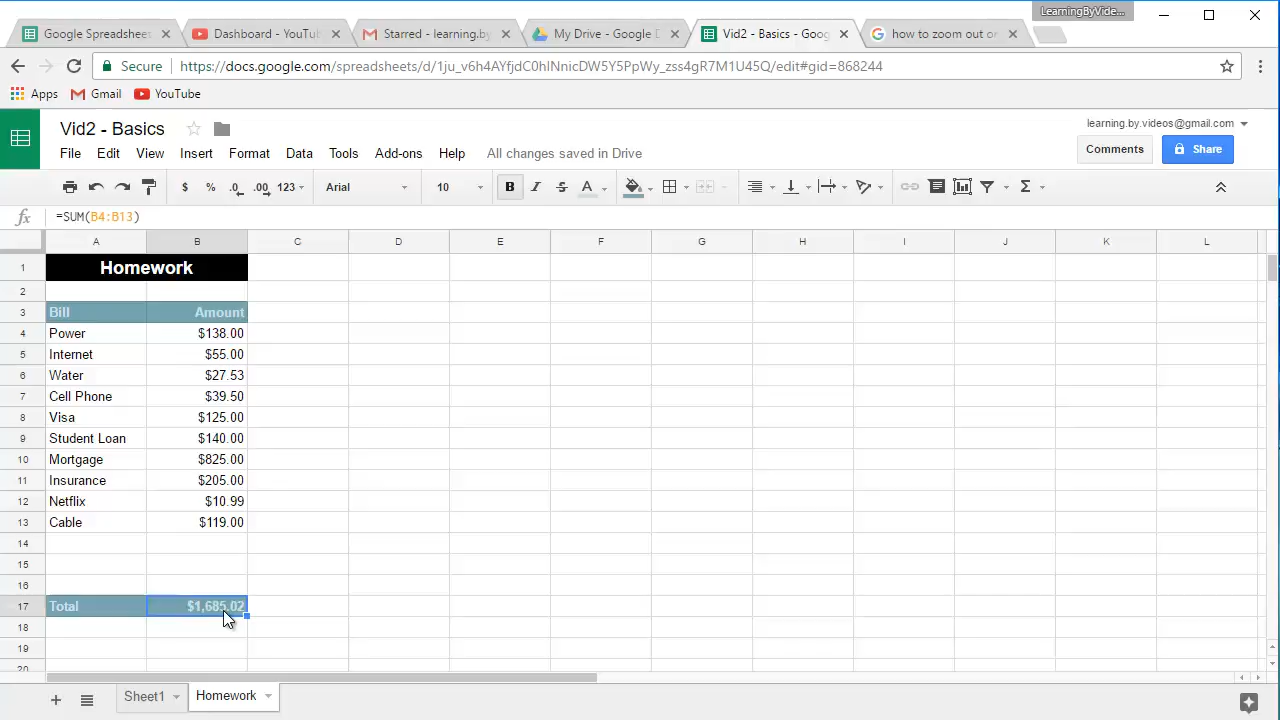 LearningByVide...
Google Spreadsheet
Dashboard - YouTu
Starred - learning.by
My Drive - Google D
Vid2 - Basics - Goog
how to zoom out or
Secure
https://docs.google.com/spreadsheets/d/1ju_v6h4AYfjdC0hINnicDW5Y5PpWy_zss4gR7M1U45Q/edit#gid=868244
Apps
Gmail
YouTube
Vid2 - Basics
learning.by.videos@gmail.com
File Edit View Insert Format Data Tools Add-ons Help All changes saved in Drive
Comments
Share
$ % .0 .00 123 Arial 10 B I S A Σ
fx =SUM(B4:B13)
A B C D E F G H I J K L
1 Homework
2
3 Bill Amount
4 Power $138.00
5 Internet $55.00
6 Water $27.53
7 Cell Phone $39.50
8 Visa $125.00
9 Student Loan $140.00
10 Mortgage $825.00
11 Insurance $205.00
12 Netflix $10.99
13 Cable $119.00
14
15
16
17 Total $1,685.02
18
19
20
+ Sheet1 Homework